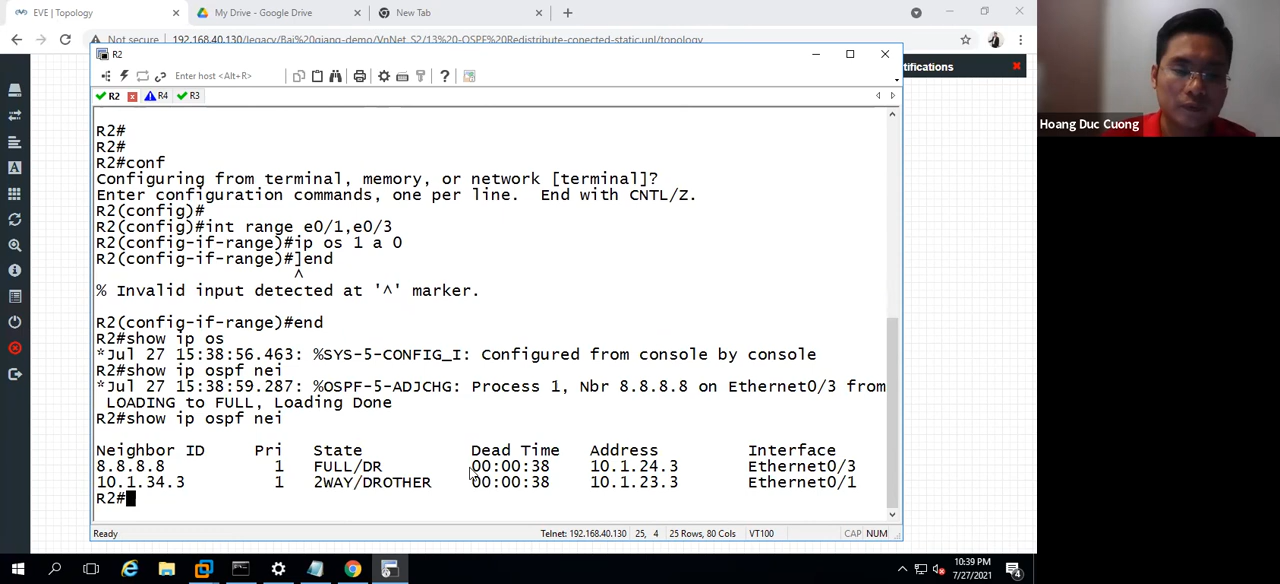 EVE | Topology
My Drive - Google Drive
New Tab
Not secure
192.168.40.130/legacy/Bai%20giang-demo/VnNet_S2/13%20-OSPF%20Redistribute-conected-static.unl/topology
R2
Enter host <Alt+R>
tifications
R2
R4
R3
Hoang Duc Cuong
R2#
R2#
R2#conf
Configuring from terminal, memory, or network [terminal]?
Enter configuration commands, one per line.  End with CNTL/Z.
R2(config)#
R2(config)#int range e0/1,e0/3
R2(config-if-range)#ip os 1 a 0
R2(config-if-range)#]end
^
% Invalid input detected at '^' marker.
R2(config-if-range)#end
R2#show ip os
*Jul 27 15:38:56.463: %SYS-5-CONFIG_I: Configured from console by console
R2#show ip ospf nei
*Jul 27 15:38:59.287: %OSPF-5-ADJCHG: Process 1, Nbr 8.8.8.8 on Ethernet0/3 from
LOADING to FULL, Loading Done
R2#show ip ospf nei
Neighbor ID     Pri   State           Dead Time   Address         Interface
8.8.8.8           1   FULL/DR         00:00:38    10.1.24.3       Ethernet0/3
10.1.34.3         1   2WAY/DROTHER    00:00:38    10.1.23.3       Ethernet0/1
R2#
Ready
Telnet: 192.168.40.130
25, 4
25 Rows, 80 Cols
VT100
CAP
NUM
10:39 PM
7/27/2021
4